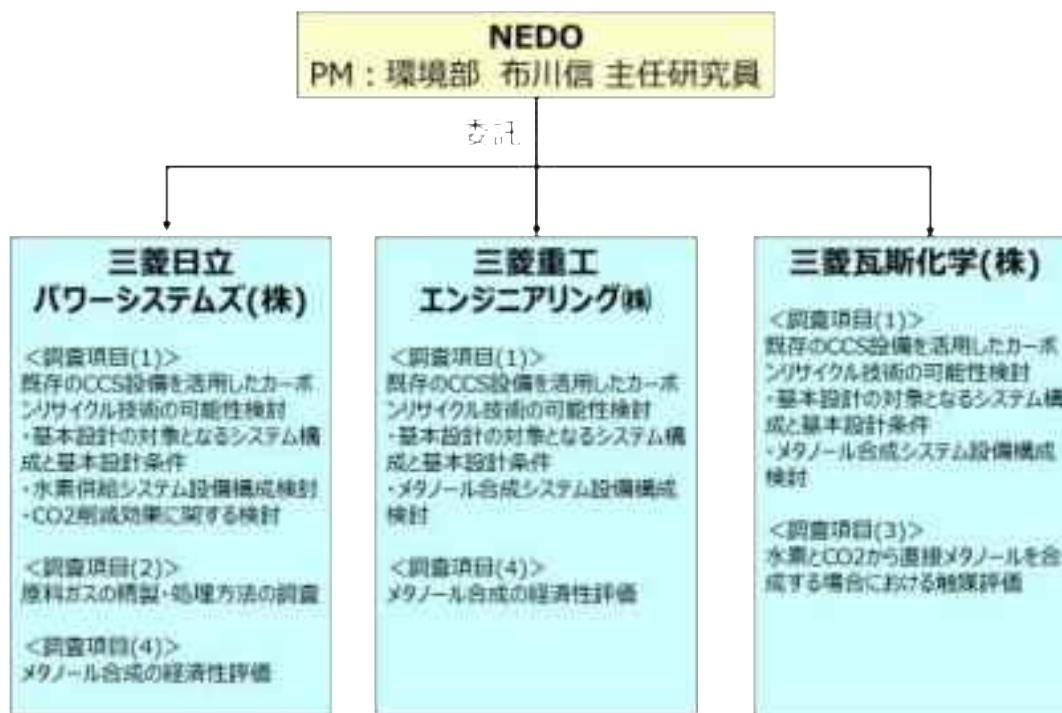 NEDO
PM：環境部 布川信 主任研究員
委託
三菱日立
パワーシステムズ(株)
＜調査項目(1)＞
既存のCCS設備を活用したカーボ
ンリサイクル技術の可能性検討
・基本設計の対象となるシステム構
成と基本設計条件
・水素供給システム設備構成検討
・CO2削減効果に関する検討
＜調査項目(2)＞
原料ガスの精製・処理方法の調査
＜調査項目(4)＞
メタノール合成の経済性評価
三菱重工
エンジニアリング㈱
＜調査項目(1)＞
既存のCCS設備を活用したカーボ
ンリサイクル技術の可能性検討
・基本設計の対象となるシステム構
成と基本設計条件
・メタノール合成システム設備構成
検討
＜調査項目(4)＞
メタノール合成の経済性評価
三菱瓦斯化学(株)
＜調査項目(1)＞
既存のCCS設備を活用したカーボ
ンリサイクル技術の可能性検討
・基本設計の対象となるシステム構
成と基本設計条件
・メタノール合成システム設備構成
検討
＜調査項目(3)＞
水素とCO2から直接メタノールを合
成する場合における触媒評価